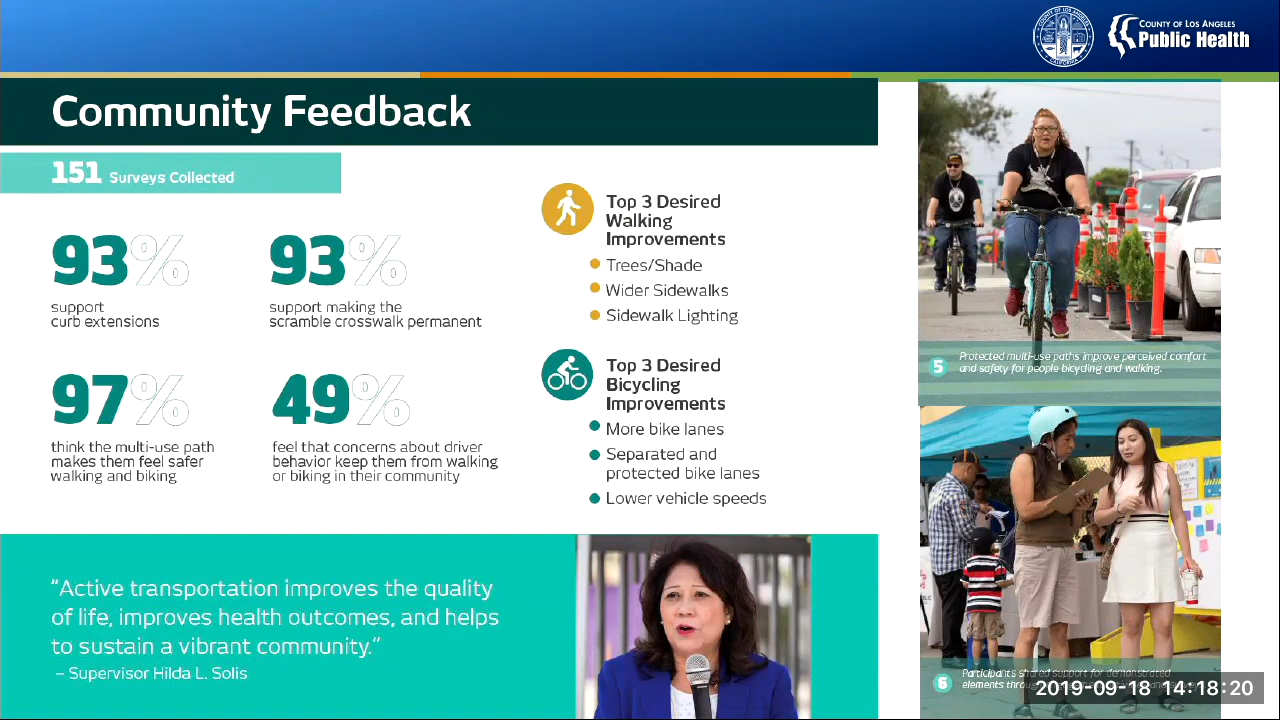 COUNTY OF LOS ANGELES
Public Health
Community Feedback
151 Surveys Collected
93%
support
curb extensions
93%
support making the
scramble crosswalk permanent
97%
think the multi-use path
makes them feel safer
walking and biking
49%
feel that concerns about driver
behavior keep them from walking
or biking in their community
Top 3 Desired
Walking
Improvements
Trees/Shade
Wider Sidewalks
Sidewalk Lighting
Top 3 Desired
Bicycling
Improvements
More bike lanes
Separated and
protected bike lanes
Lower vehicle speeds
“Active transportation improves the quality
of life, improves health outcomes, and helps
to sustain a vibrant community.”
– Supervisor Hilda L. Solis
5
Protected multi-use paths improve perceived comfort
and safety for people bicycling and walking.
6
Participants shared support for demonstrated
elements
2019-09-18 14:18:20